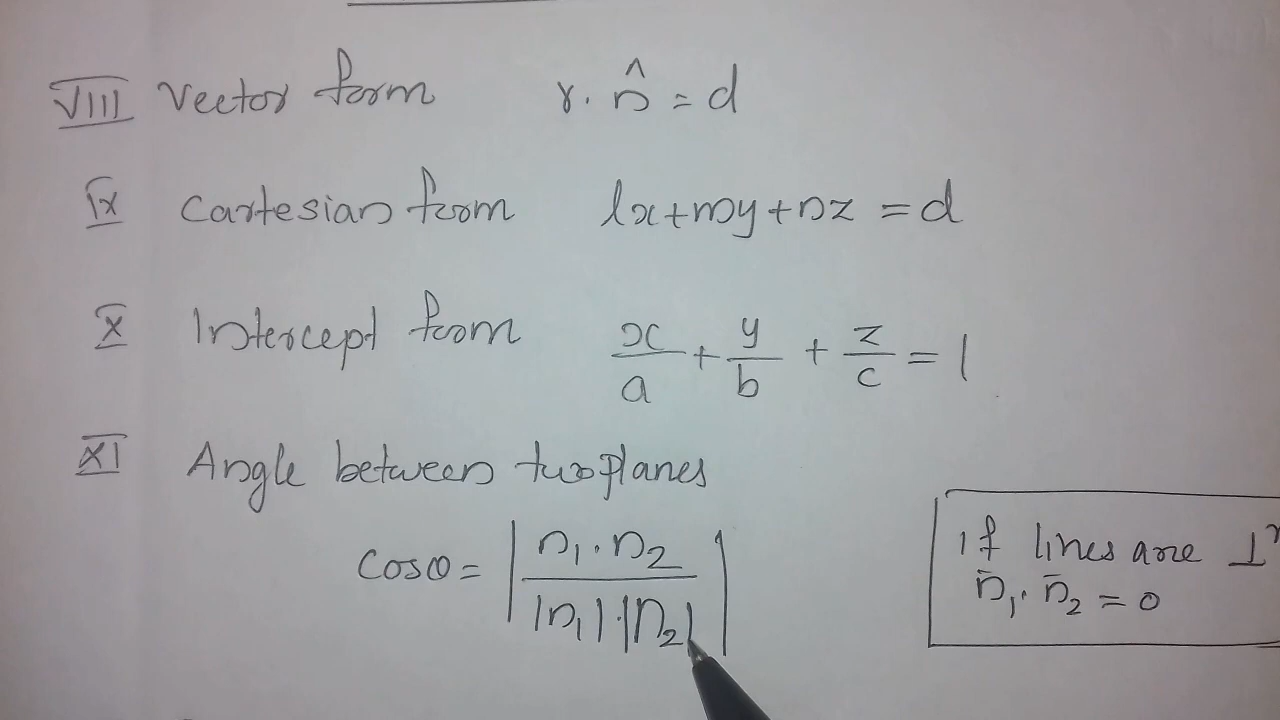 VIII Vector form r. n̂ = d
IX Cartesian form lx+my+nz = d
X Intercept form x/a + y/b + z/c = 1
XI Angle between two planes
Cosθ = | n₁.n₂ / |n₁|.|n₂| |
If lines are ⊥r
n̄₁. n̄₂ = 0